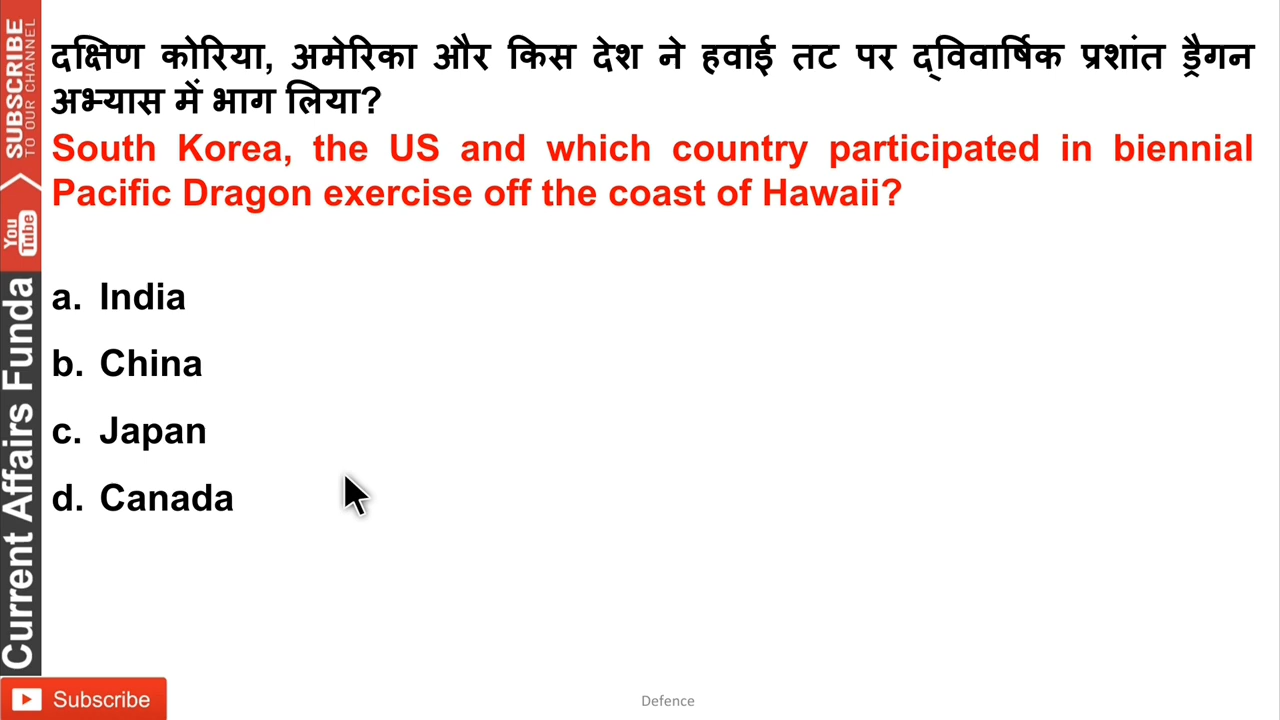 दक्षिण कोरिया, अमेरिका और किस देश ने हवाई तट पर द्विवार्षिक प्रशांत ड्रैगन
अभ्यास में भाग लिया?
South Korea, the US and which country participated in biennial
Pacific Dragon exercise off the coast of Hawaii?
a. India
b. China
c. Japan
d. Canada
SUBSCRIBE
TO OUR CHANNEL
You
Tube
Current Affairs Funda
Subscribe
Defence